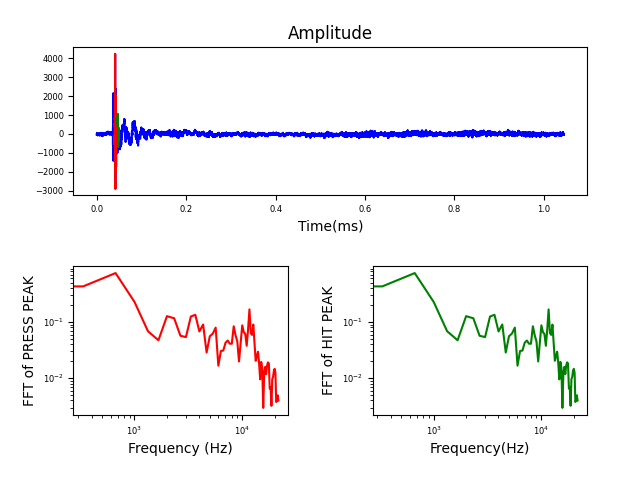 Amplitude
4000
3000
2000
1000
0
−1000
−2000
−3000
0.0 0.2 0.4 0.6 0.8 1.0
Time(ms)
FFT of PRESS PEAK
10⁻¹
10⁻²
10³ 10⁴
Frequency (Hz)
FFT of HIT PEAK
10⁻¹
10⁻²
10³ 10⁴
Frequency(Hz)